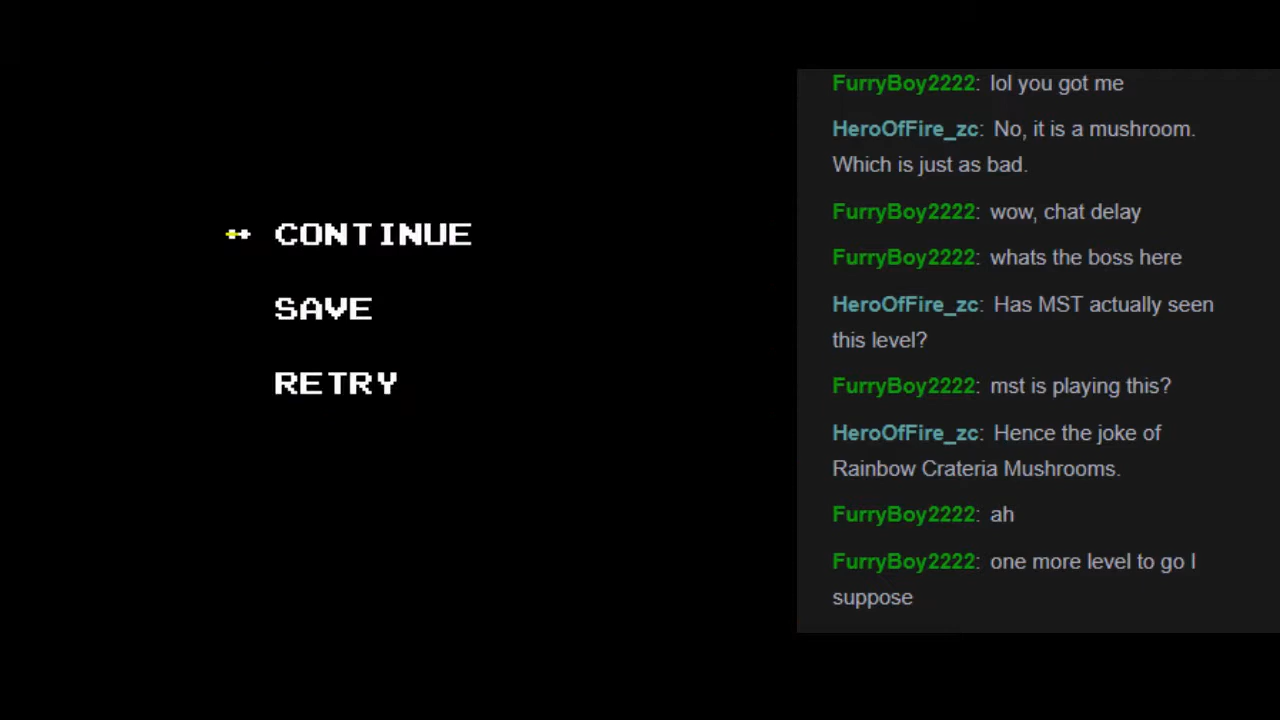 CONTINUE
SAVE
RETRY
FurryBoy2222: lol you got me
HeroOfFire_zc: No, it is a mushroom.
Which is just as bad.
FurryBoy2222: wow, chat delay
FurryBoy2222: whats the boss here
HeroOfFire_zc: Has MST actually seen
this level?
FurryBoy2222: mst is playing this?
HeroOfFire_zc: Hence the joke of
Rainbow Crateria Mushrooms.
FurryBoy2222: ah
FurryBoy2222: one more level to go I
suppose